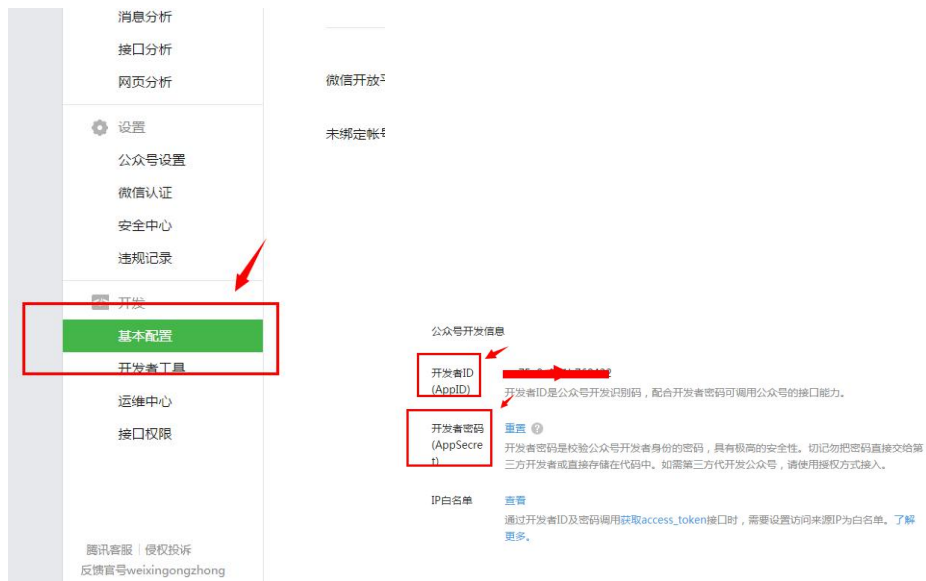 消息分析
接口分析
网页分析
设置
公众号设置
微信认证
安全中心
违规记录
开发
基本配置
开发者工具
运维中心
接口权限
腾讯客服 | 侵权投诉
反馈官号weixingongzhong
微信开放
未绑定帐号
公众号开发信息
开发者ID
(AppID)
开发者ID是公众号开发识别码，配合开发者密码可调用公众号的接口能力。
开发者密码
(AppSecre
t)
重置
开发者密码是校验公众号开发者身份的密码，具有极高的安全性。切记勿把密码直接交给第
三方开发者或直接存储在代码中。如需第三方代开发公众号，请使用授权方式接入。
IP白名单
查看
通过开发者ID及密码调用获取access_token接口时，需要设置访问来源IP为白名单。了解
更多。